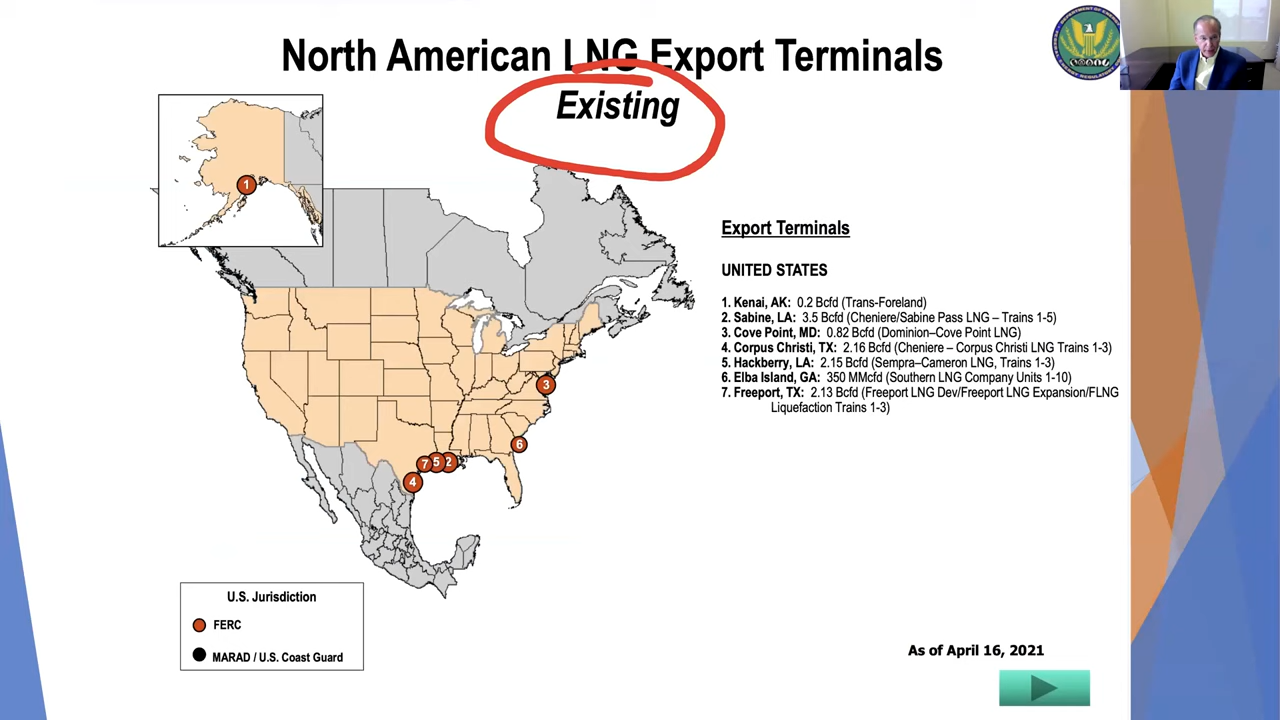 North American LNG Export Terminals
Existing
1
3
6
7
5
2
4
Export Terminals
UNITED STATES
1. Kenai, AK: 0.2 Bcfd (Trans-Foreland)
2. Sabine, LA: 3.5 Bcfd (Cheniere/Sabine Pass LNG – Trains 1-5)
3. Cove Point, MD: 0.82 Bcfd (Dominion–Cove Point LNG)
4. Corpus Christi, TX: 2.16 Bcfd (Cheniere – Corpus Christi LNG Trains 1-3)
5. Hackberry, LA: 2.15 Bcfd (Sempra–Cameron LNG, Trains 1-3)
6. Elba Island, GA: 350 MMcfd (Southern LNG Company Units 1-10)
7. Freeport, TX: 2.13 Bcfd (Freeport LNG Dev/Freeport LNG Expansion/FLNG
Liquefaction Trains 1-3)
U.S. Jurisdiction
FERC
MARAD / U.S. Coast Guard
As of April 16, 2021